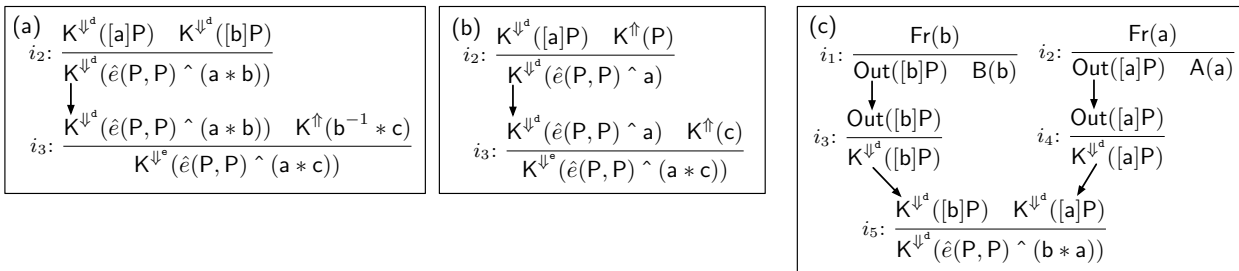 (a)
K^⇓ᵈ([a]P) K^⇓ᵈ([b]P)
i₂:
K^⇓ᵈ(ê(P, P) ^ (a ∗ b))
K^⇓ᵈ(ê(P, P) ^ (a ∗ b)) K^⇑(b⁻¹ ∗ c)
i₃:
K^⇓ᵉ(ê(P, P) ^ (a ∗ c))
(b)
K^⇓ᵈ([a]P) K^⇑(P)
i₂:
K^⇓ᵈ(ê(P, P) ^ a)
K^⇓ᵈ(ê(P, P) ^ a) K^⇑(c)
i₃:
K^⇓ᵉ(ê(P, P) ^ (a ∗ c))
(c)
Fr(b)
i₁:
Out([b]P) B(b)
Fr(a)
i₂:
Out([a]P) A(a)
Out([b]P)
i₃:
K^⇓ᵈ([b]P)
Out([a]P)
i₄:
K^⇓ᵈ([a]P)
K^⇓ᵈ([b]P) K^⇓ᵈ([a]P)
i₅:
K^⇓ᵈ(ê(P, P) ^ (b ∗ a))